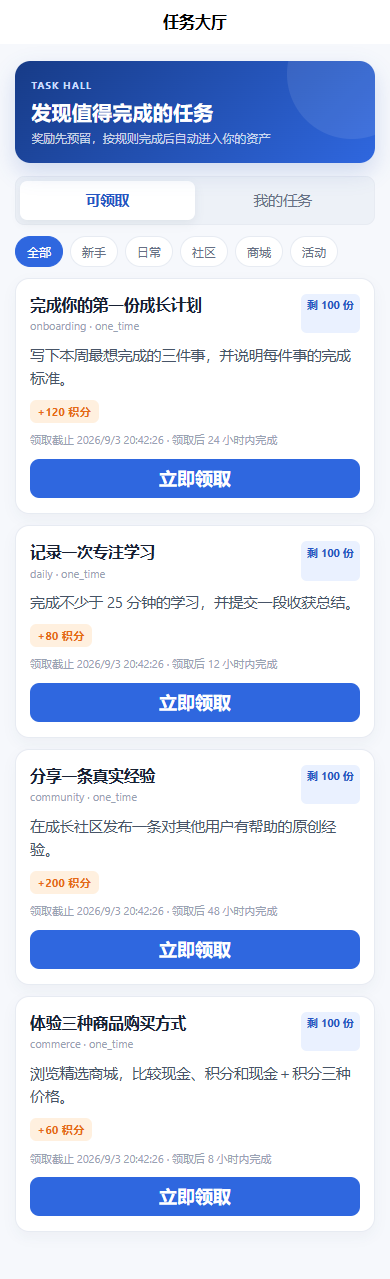 任务大厅
TASK HALL
发现值得完成的任务
奖励先预留，按规则完成后自动进入你的资产
可领取
我的任务
全部
新手
日常
社区
商城
活动
完成你的第一份成长计划
剩 100 份
onboarding · one_time
写下本周最想完成的三件事，并说明每件事的完成
标准。
+120 积分
领取截止 2026/9/3 20:42:26 · 领取后 24 小时内完成
立即领取
记录一次专注学习
剩 100 份
daily · one_time
完成不少于 25 分钟的学习，并提交一段收获总结。
+80 积分
领取截止 2026/9/3 20:42:26 · 领取后 12 小时内完成
立即领取
分享一条真实经验
剩 100 份
community · one_time
在成长社区发布一条对其他用户有帮助的原创经
验。
+200 积分
领取截止 2026/9/3 20:42:26 · 领取后 48 小时内完成
立即领取
体验三种商品购买方式
剩 100 份
commerce · one_time
浏览精选商城，比较现金、积分和现金＋积分三种
价格。
+60 积分
领取截止 2026/9/3 20:42:26 · 领取后 8 小时内完成
立即领取